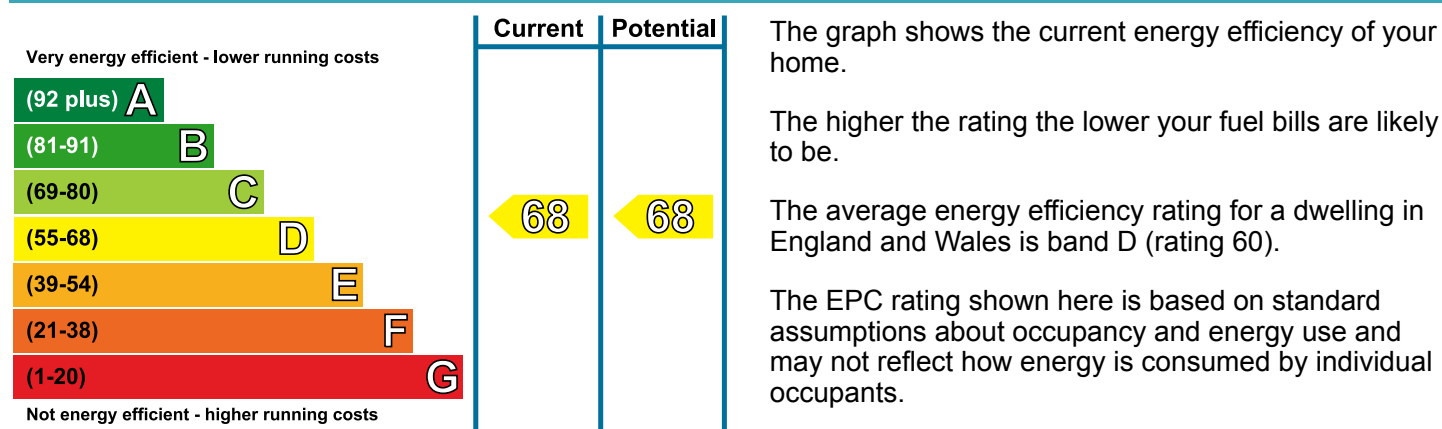 Current Potential
Very energy efficient - lower running costs
(92 plus) A
(81-91) B
(69-80) C
(55-68) D
(39-54) E
(21-38) F
(1-20) G
68 68
Not energy efficient - higher running costs
The graph shows the current energy efficiency of your
home.
The higher the rating the lower your fuel bills are likely
to be.
The average energy efficiency rating for a dwelling in
England and Wales is band D (rating 60).
The EPC rating shown here is based on standard
assumptions about occupancy and energy use and
may not reflect how energy is consumed by individual
occupants.